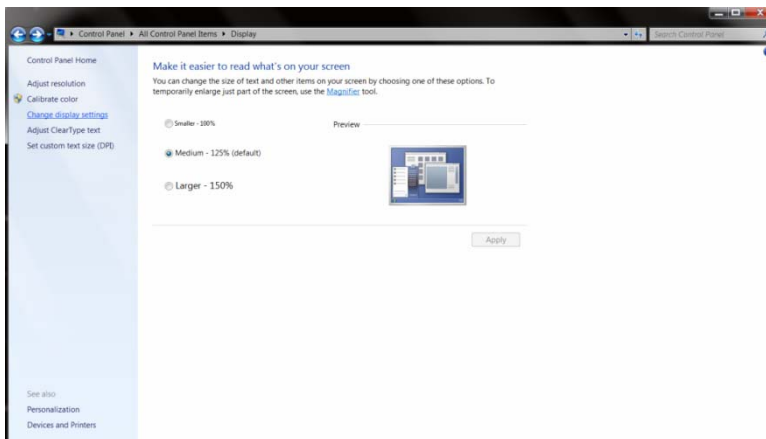 Control Panel ▸ All Control Panel Items ▸ Display
Search Control Panel
Control Panel Home
Adjust resolution
Calibrate color
Change display settings
Adjust ClearType text
Set custom text size (DPI)
See also
Personalization
Devices and Printers
Make it easier to read what's on your screen
You can change the size of text and other items on your screen by choosing one of these options. To
temporarily enlarge just part of the screen, use the Magnifier tool.
Smaller - 100%
Medium - 125% (default)
Larger - 150%
Preview
Apply